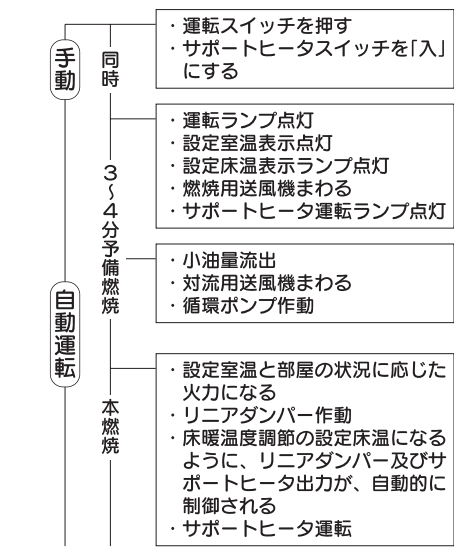 手動
同時
・運転スイッチを押す
・サポートヒータスイッチを「入」
にする
・運転ランプ点灯
・設定室温表示点灯
・設定床温表示ランプ点灯
・燃焼用送風機まわる
・サポートヒータ運転ランプ点灯
3～4分予備燃焼
・小油量流出
・対流用送風機まわる
・循環ポンプ作動
自動運転
本燃焼
・設定室温と部屋の状況に応じた
火力になる
・リニアダンパー作動
・床暖温度調節の設定床温になる
ように、リニアダンパー及びサ
ポートヒータ出力が、自動的に
制御される
・サポートヒータ運転